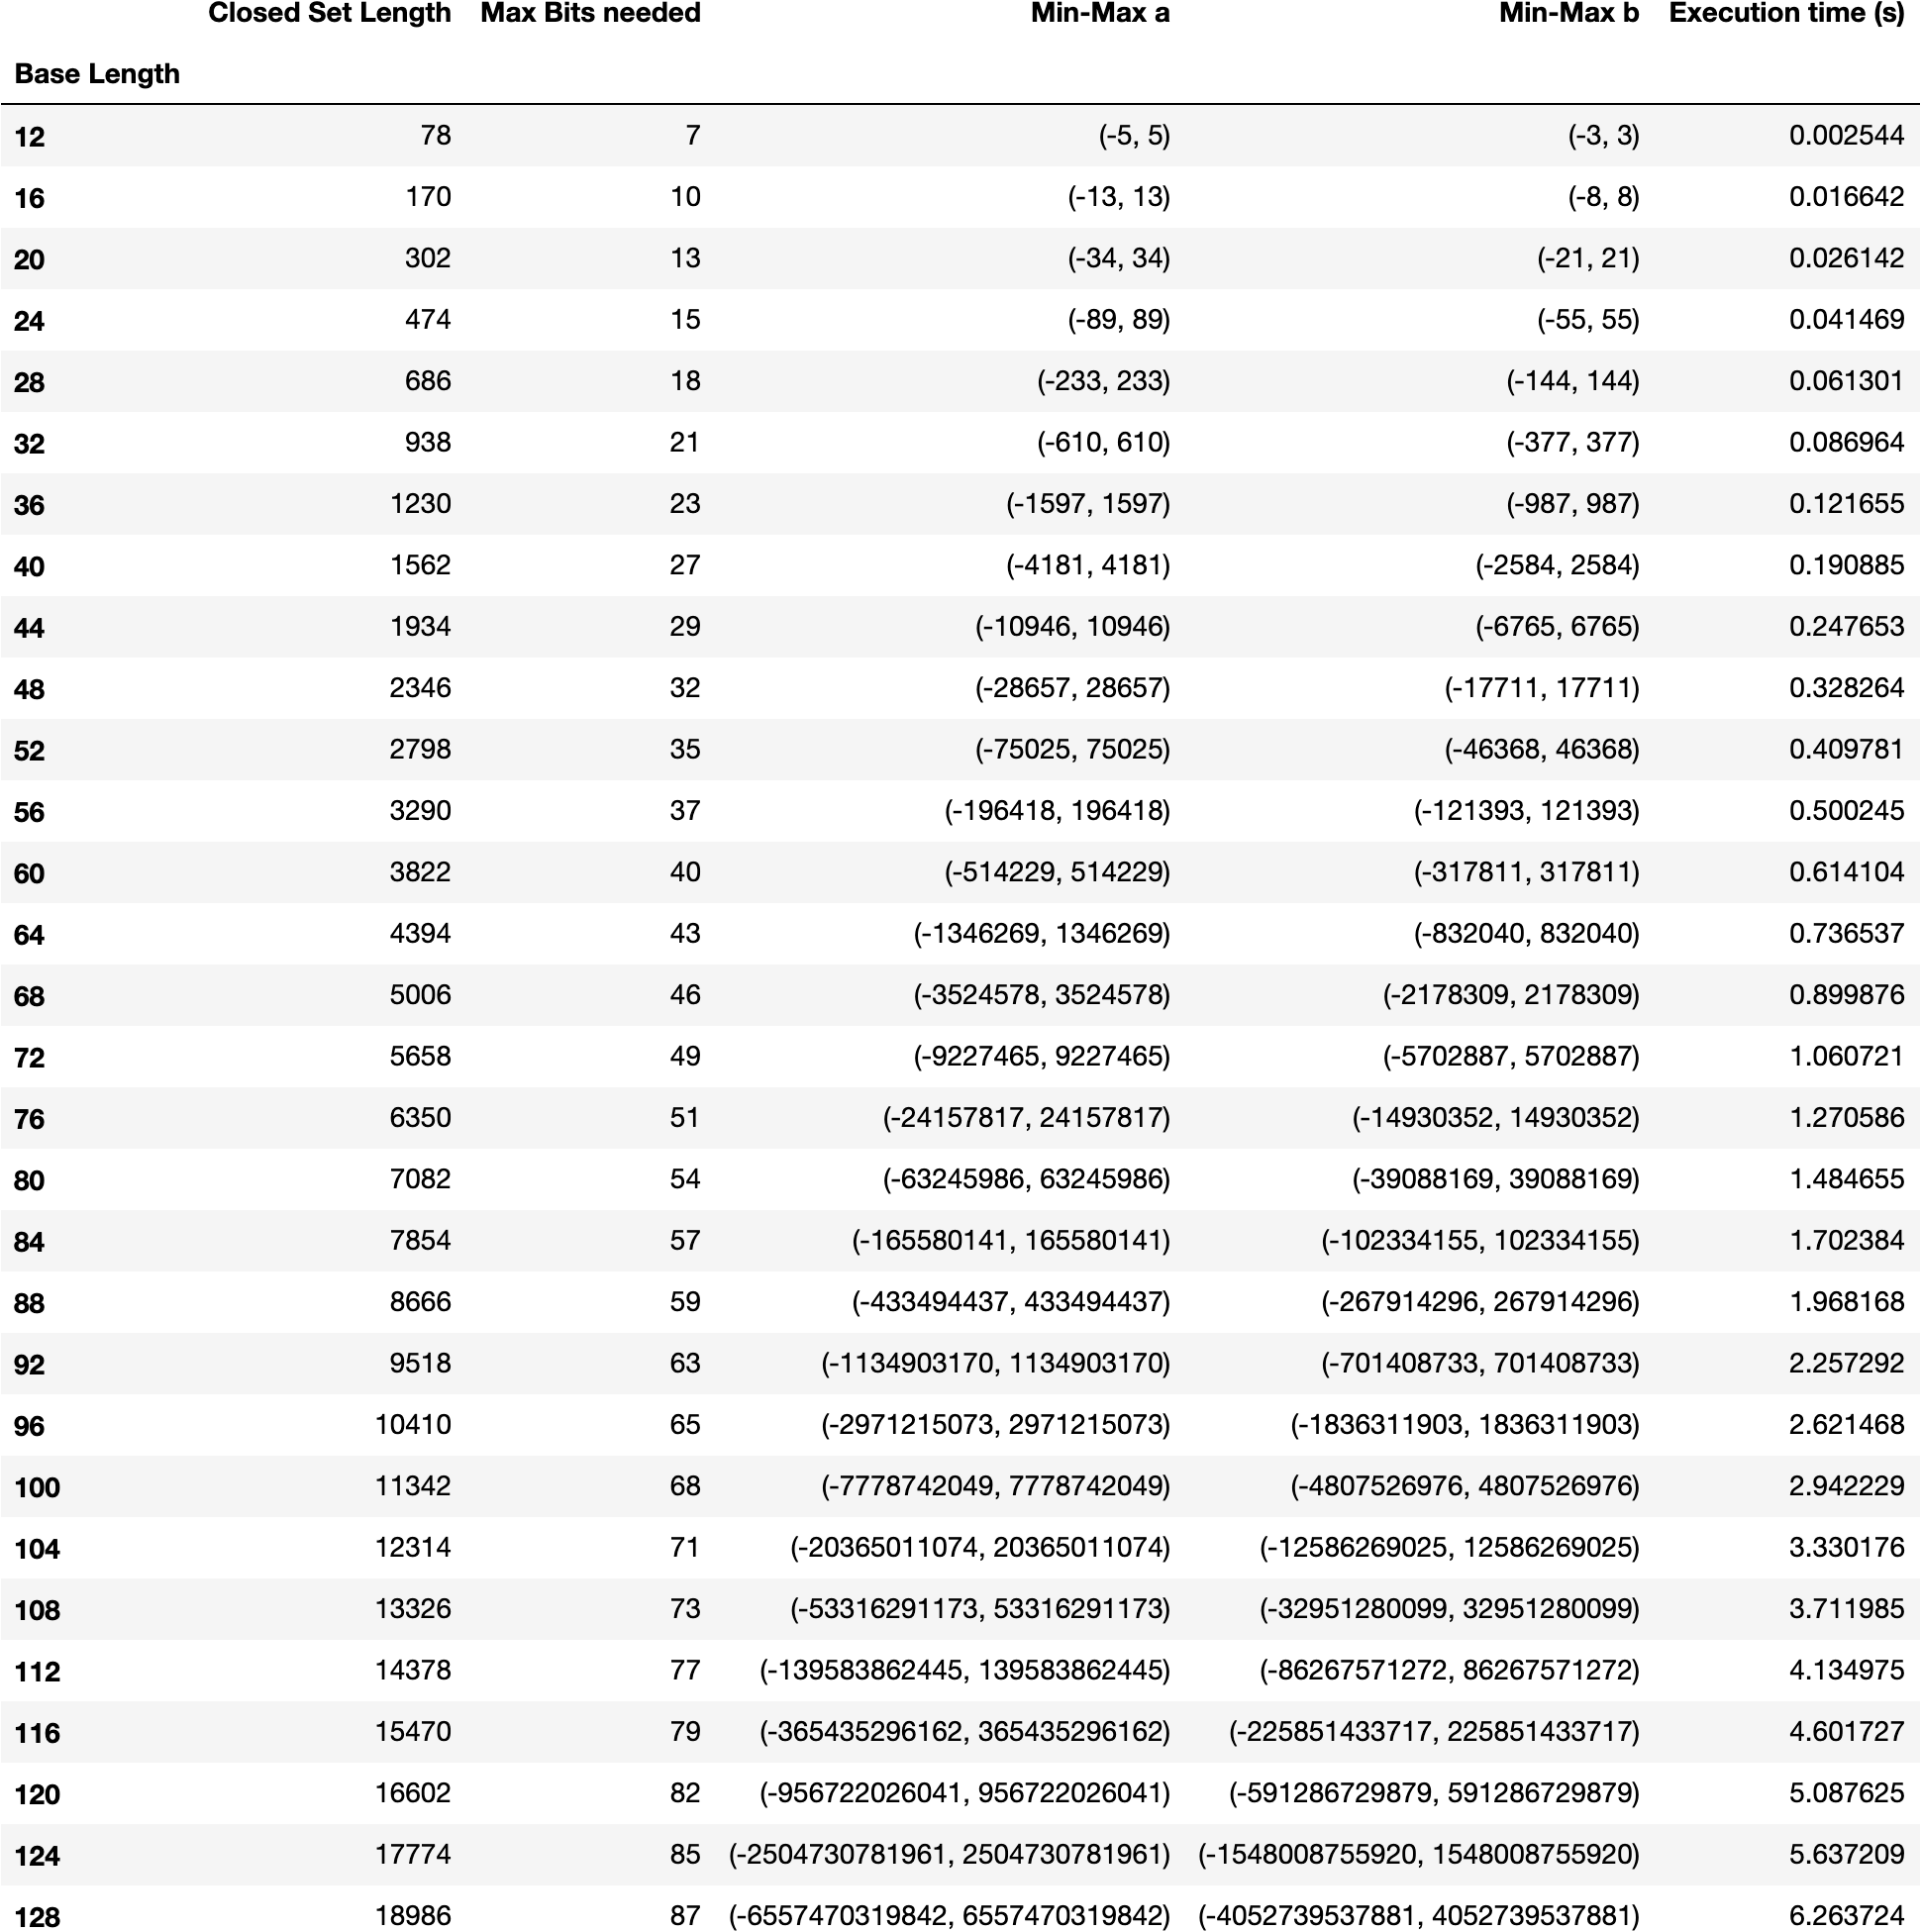 Closed Set Length Max Bits needed Min-Max a Min-Max b Execution time (s)
Base Length
12 78 7 (-5, 5) (-3, 3) 0.002544
16 170 10 (-13, 13) (-8, 8) 0.016642
20 302 13 (-34, 34) (-21, 21) 0.026142
24 474 15 (-89, 89) (-55, 55) 0.041469
28 686 18 (-233, 233) (-144, 144) 0.061301
32 938 21 (-610, 610) (-377, 377) 0.086964
36 1230 23 (-1597, 1597) (-987, 987) 0.121655
40 1562 27 (-4181, 4181) (-2584, 2584) 0.190885
44 1934 29 (-10946, 10946) (-6765, 6765) 0.247653
48 2346 32 (-28657, 28657) (-17711, 17711) 0.328264
52 2798 35 (-75025, 75025) (-46368, 46368) 0.409781
56 3290 37 (-196418, 196418) (-121393, 121393) 0.500245
60 3822 40 (-514229, 514229) (-317811, 317811) 0.614104
64 4394 43 (-1346269, 1346269) (-832040, 832040) 0.736537
68 5006 46 (-3524578, 3524578) (-2178309, 2178309) 0.899876
72 5658 49 (-9227465, 9227465) (-5702887, 5702887) 1.060721
76 6350 51 (-24157817, 24157817) (-14930352, 14930352) 1.270586
80 7082 54 (-63245986, 63245986) (-39088169, 39088169) 1.484655
84 7854 57 (-165580141, 165580141) (-102334155, 102334155) 1.702384
88 8666 59 (-433494437, 433494437) (-267914296, 267914296) 1.968168
92 9518 63 (-1134903170, 1134903170) (-701408733, 701408733) 2.257292
96 10410 65 (-2971215073, 2971215073) (-1836311903, 1836311903) 2.621468
100 11342 68 (-7778742049, 7778742049) (-4807526976, 4807526976) 2.942229
104 12314 71 (-20365011074, 20365011074) (-12586269025, 12586269025) 3.330176
108 13326 73 (-53316291173, 53316291173) (-32951280099, 32951280099) 3.711985
112 14378 77 (-139583862445, 139583862445) (-86267571272, 86267571272) 4.134975
116 15470 79 (-365435296162, 365435296162) (-225851433717, 225851433717) 4.601727
120 16602 82 (-956722026041, 956722026041) (-591286729879, 591286729879) 5.087625
124 17774 85 (-2504730781961, 2504730781961) (-1548008755920, 1548008755920) 5.637209
128 18986 87 (-6557470319842, 6557470319842) (-4052739537881, 4052739537881) 6.263724